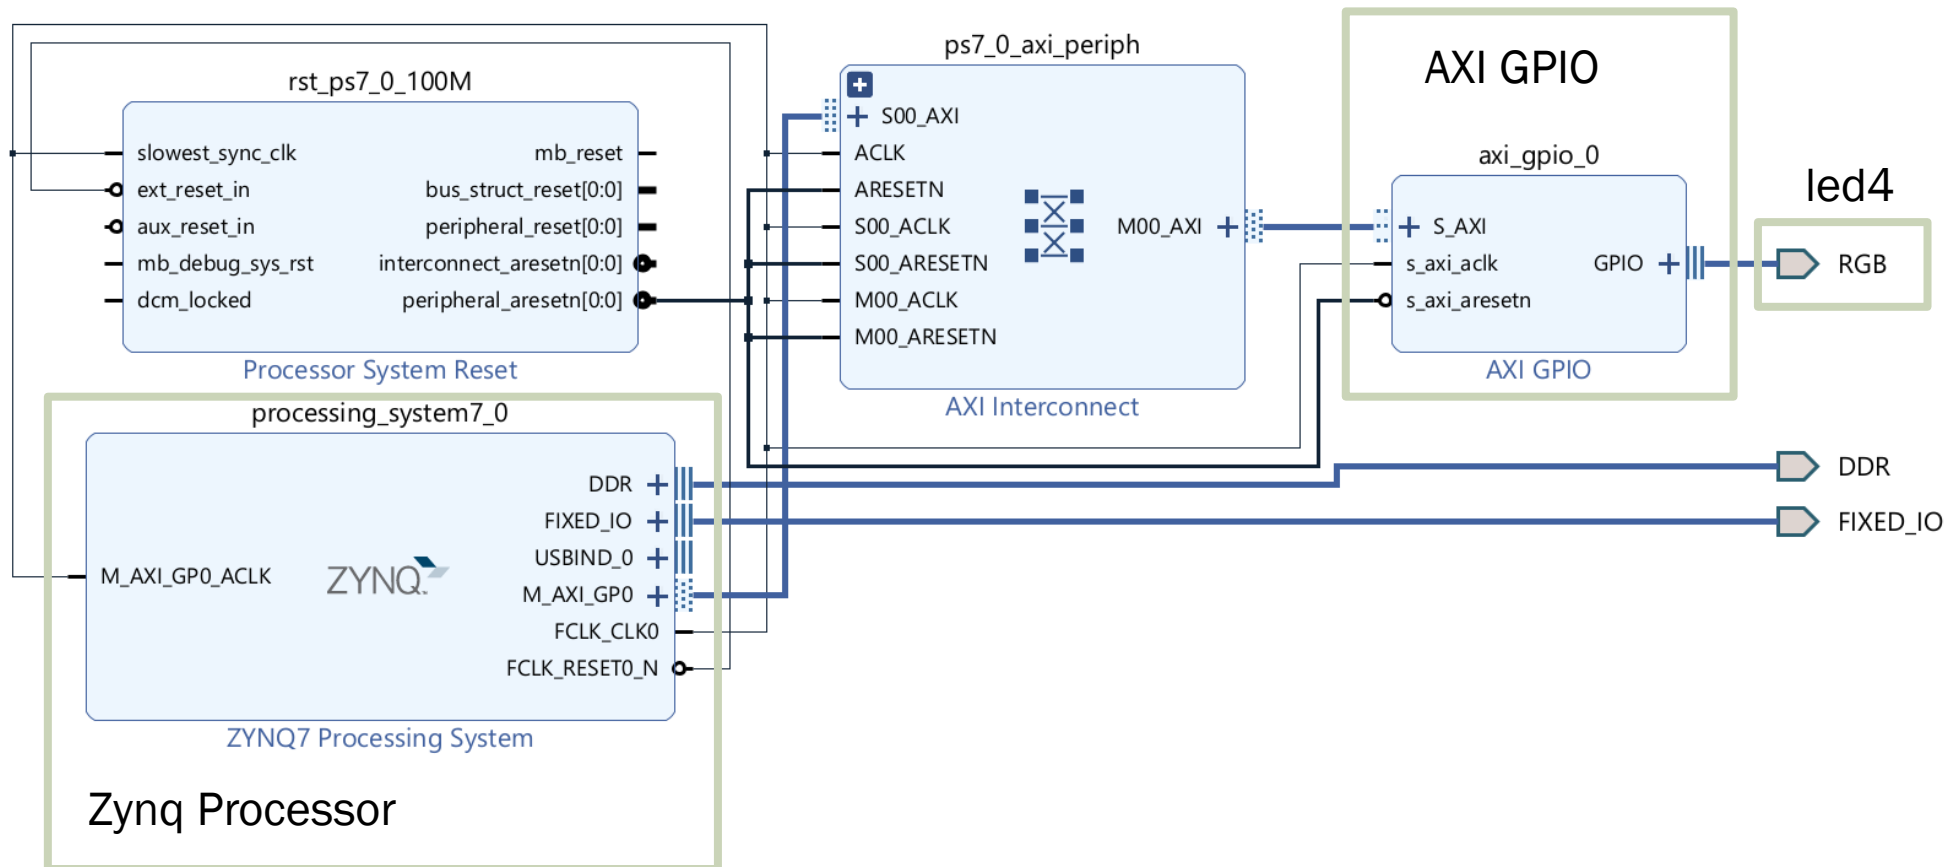 rst_ps7_0_100M
slowest_sync_clk
ext_reset_in
aux_reset_in
mb_debug_sys_rst
dcm_locked
mb_reset
bus_struct_reset[0:0]
peripheral_reset[0:0]
interconnect_aresetn[0:0]
peripheral_aresetn[0:0]
Processor System Reset
ps7_0_axi_periph
S00_AXI
ACLK
ARESETN
S00_ACLK
S00_ARESETN
M00_ACLK
M00_ARESETN
M00_AXI
AXI Interconnect
AXI GPIO
axi_gpio_0
S_AXI
s_axi_aclk
s_axi_aresetn
GPIO
AXI GPIO
led4
RGB
processing_system7_0
M_AXI_GP0_ACLK
ZYNQ
DDR
FIXED_IO
USBIND_0
M_AXI_GP0
FCLK_CLK0
FCLK_RESET0_N
ZYNQ7 Processing System
Zynq Processor
DDR
FIXED_IO